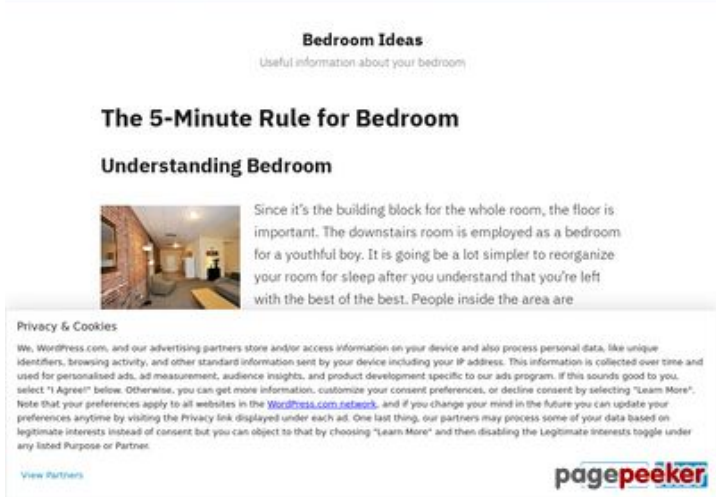 Bedroom Ideas
Useful information about your bedroom
The 5-Minute Rule for Bedroom
Understanding Bedroom
Since it's the building block for the whole room, the floor is
important. The downstairs room is employed as a bedroom
for a youthful boy. It is going be a lot simpler to reorganize
your room for sleep after you understand that you're left
with the best of the best. People inside the area are
Privacy & Cookies
We, WordPress.com, and our advertising partners store and/or access information on your device and also process personal data, like unique
identifiers, browsing activity, and other standard information sent by your device including your IP address. This information is collected over time and
used for personalised ads, ad measurement, audience insights, and product development specific to our ads program. If this sounds good to you,
select "I Agree!" below. Otherwise, you can get more information, customize your consent preferences, or decline consent by selecting "Learn More".
Note that your preferences apply to all websites in the WordPress.com network, and if you change your mind in the future you can update your
preferences anytime by visiting the Privacy link displayed under each ad. One last thing, our partners may process some of your data based on
legitimate interests instead of consent but you can object to that by choosing "Learn More" and then disabling the Legitimate Interests toggle under
any listed Purpose or Partner.
View Partners
pagepeeker